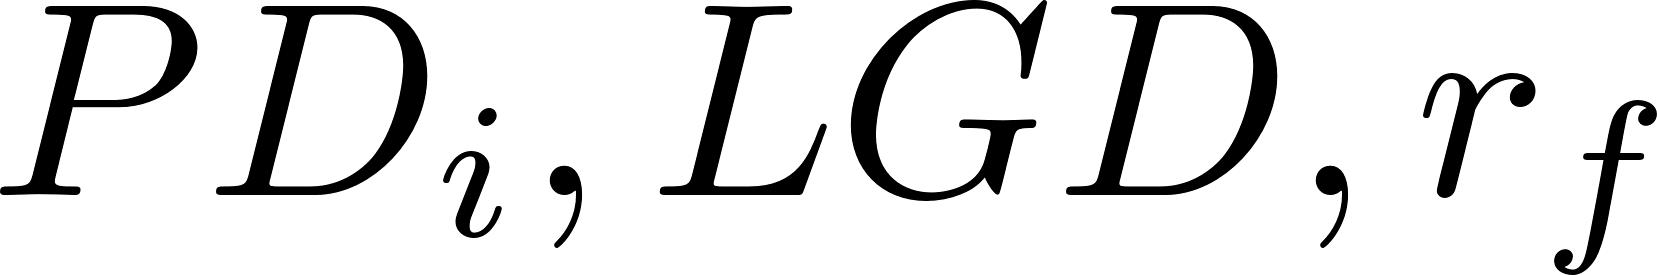 PD_i, LGD, r_f